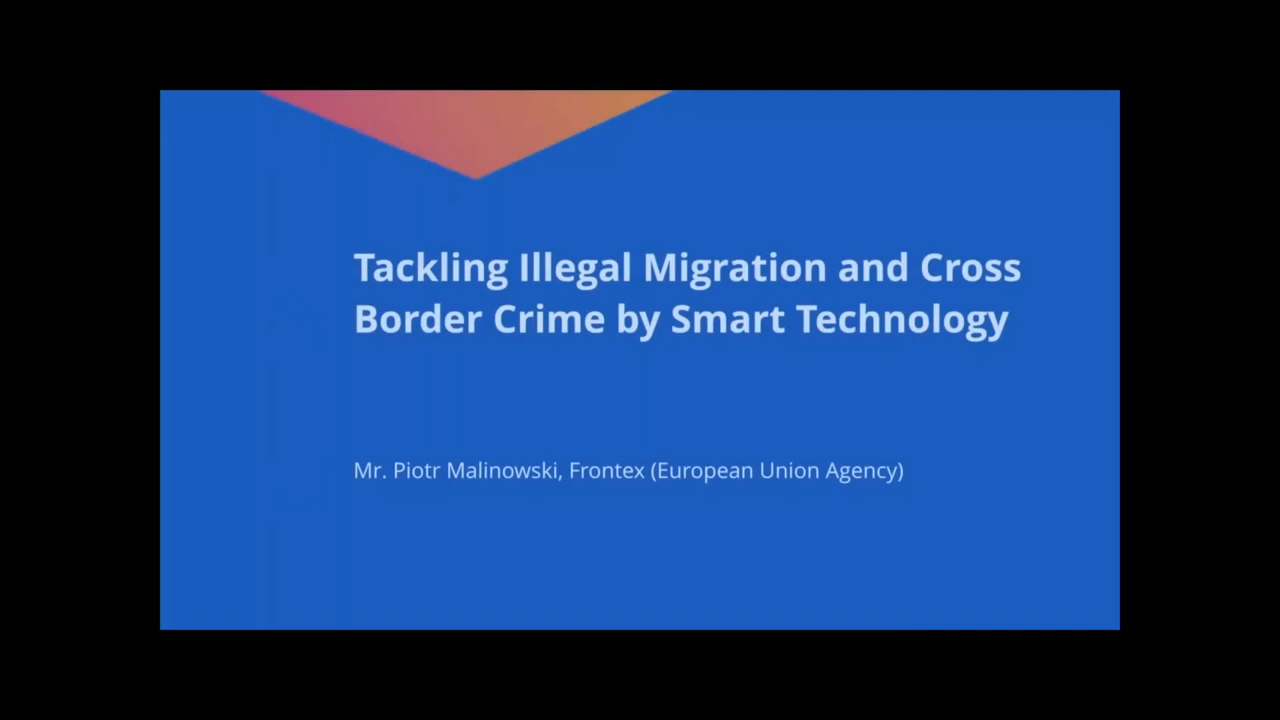 Tackling Illegal Migration and Cross
Border Crime by Smart Technology
Mr. Piotr Malinowski, Frontex (European Union Agency)